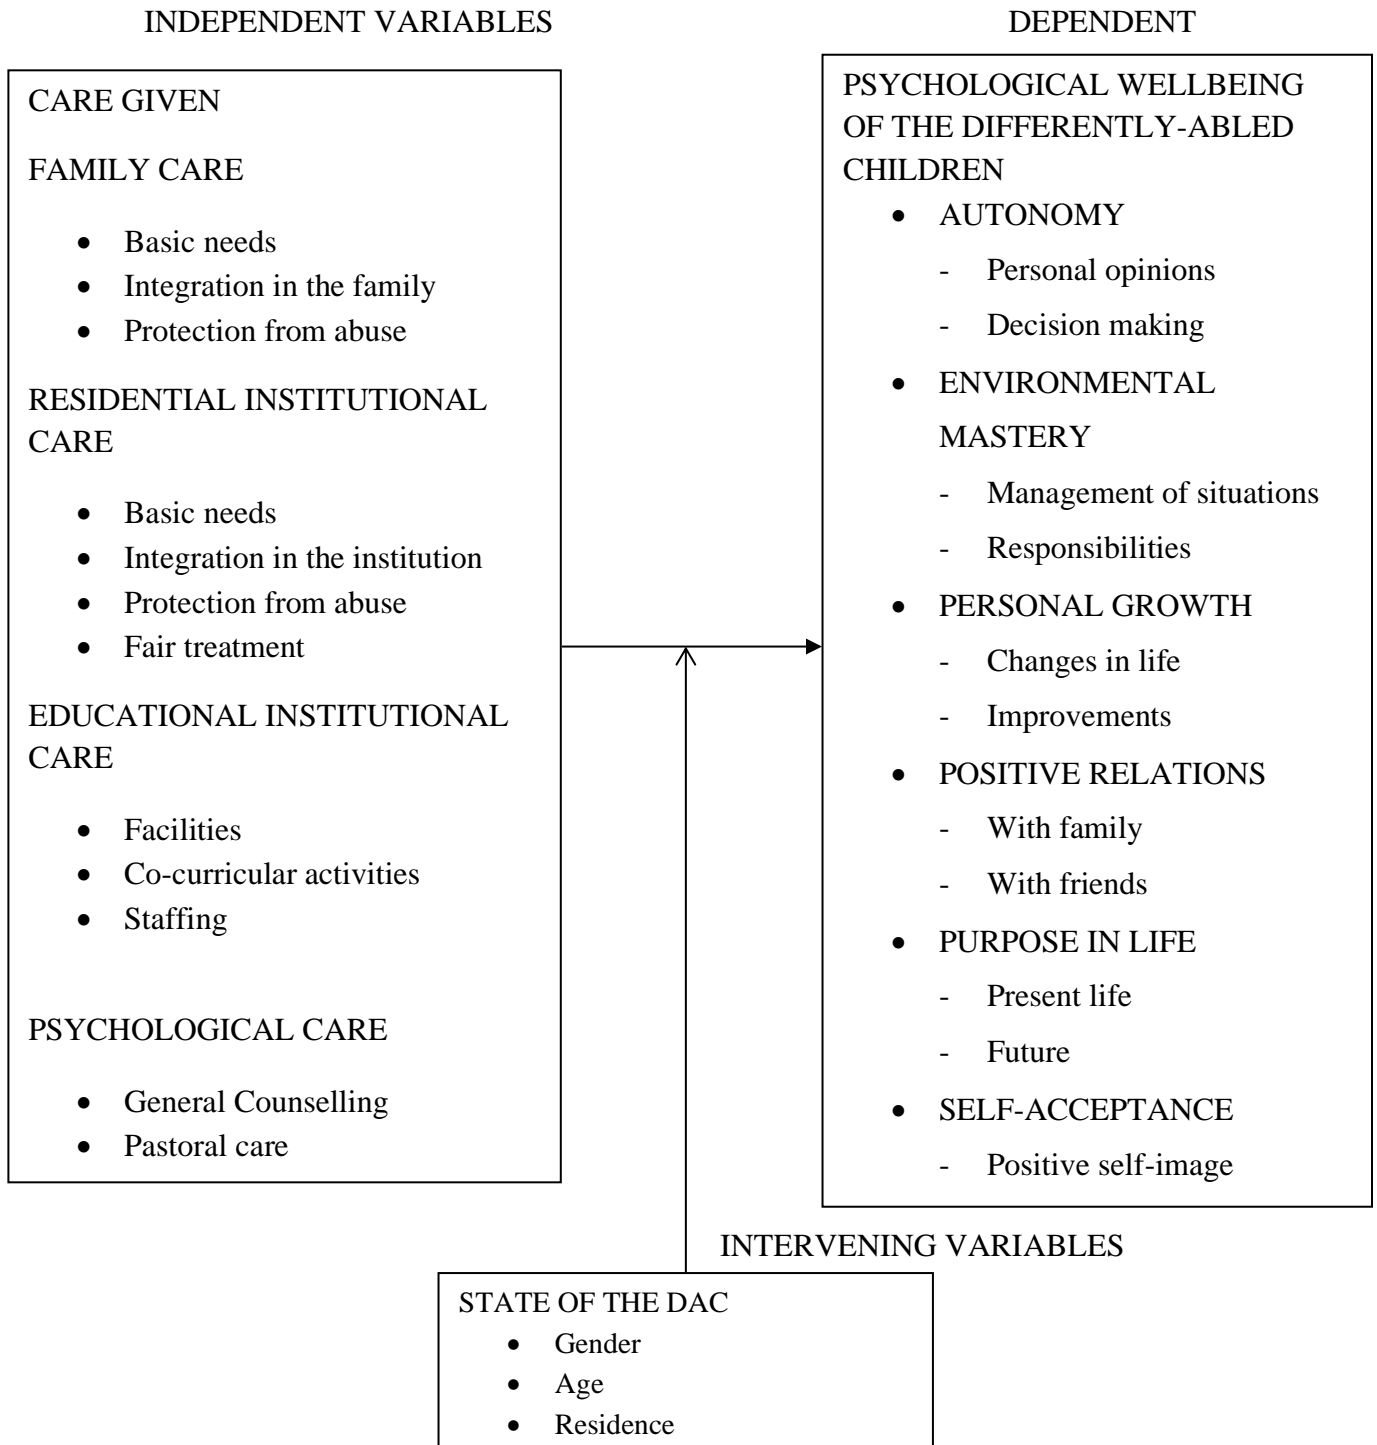 INDEPENDENT VARIABLES
DEPENDENT
CARE GIVEN
FAMILY CARE
• Basic needs
• Integration in the family
• Protection from abuse
RESIDENTIAL INSTITUTIONAL
CARE
• Basic needs
• Integration in the institution
• Protection from abuse
• Fair treatment
EDUCATIONAL INSTITUTIONAL
CARE
• Facilities
• Co-curricular activities
• Staffing
PSYCHOLOGICAL CARE
• General Counselling
• Pastoral care
PSYCHOLOGICAL WELLBEING
OF THE DIFFERENTLY-ABLED
CHILDREN
• AUTONOMY
- Personal opinions
- Decision making
• ENVIRONMENTAL
MASTERY
- Management of situations
- Responsibilities
• PERSONAL GROWTH
- Changes in life
- Improvements
• POSITIVE RELATIONS
- With family
- With friends
• PURPOSE IN LIFE
- Present life
- Future
• SELF-ACCEPTANCE
- Positive self-image
INTERVENING VARIABLES
STATE OF THE DAC
• Gender
• Age
• Residence